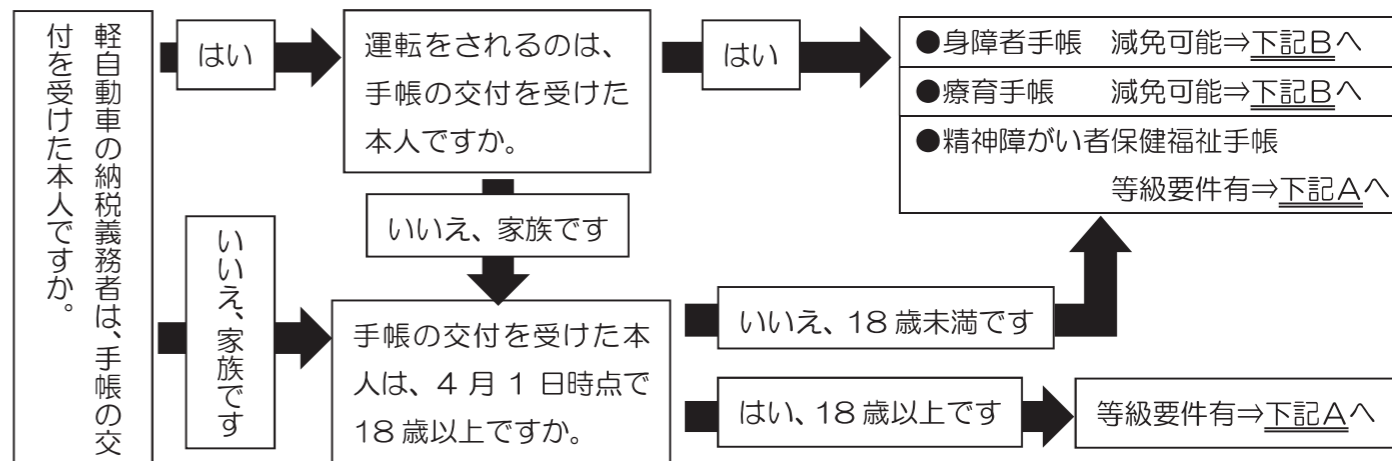 軽自動車の納税義務者は、手帳の交
付を受けた本人ですか。
はい
運転をされるのは、
手帳の交付を受けた
本人ですか。
はい
●身障者手帳　減免可能⇒下記Bへ
●療育手帳　　減免可能⇒下記Bへ
●精神障がい者保健福祉手帳
等級要件有⇒下記Aへ
いいえ、家族です
いいえ、家族です
手帳の交付を受けた本
人は、4月1日時点で
18歳以上ですか。
いいえ、18歳未満です
はい、18歳以上です
等級要件有⇒下記Aへ